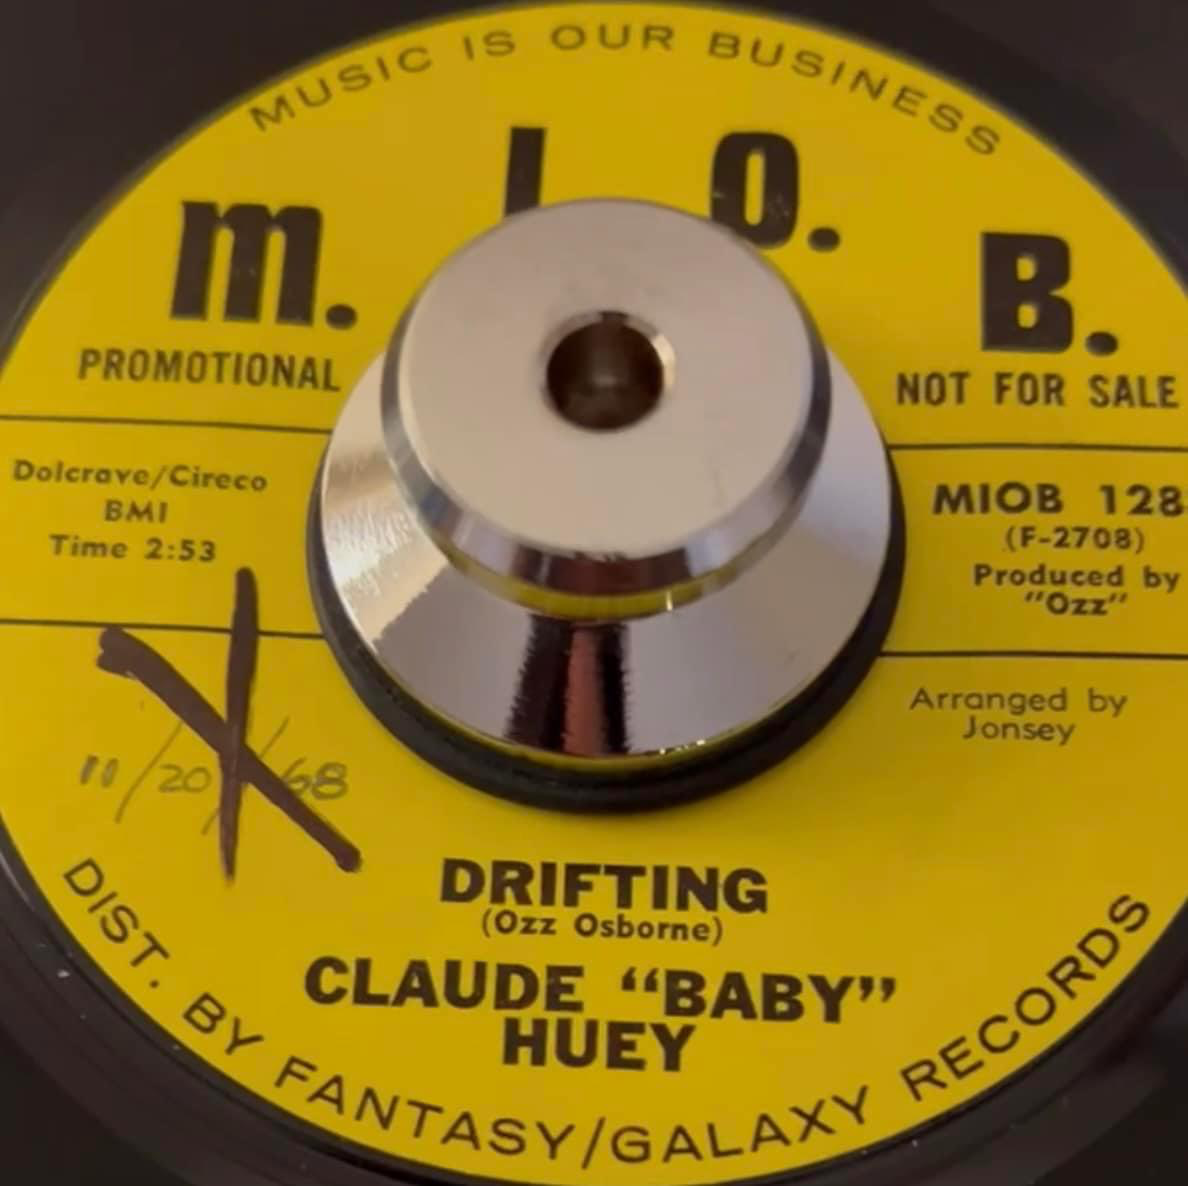 MUSIC IS OUR BUSINESS
m. I O. B.
PROMOTIONAL
NOT FOR SALE
Dolcrave/Cireco
BMI
Time 2:53
MIOB 128
(F-2708)
Produced by
"Ozz"
Arranged by
Jonsey
X
11/20/68
DRIFTING
(Ozz Osborne)
CLAUDE "BABY"
HUEY
DIST. BY FANTASY/GALAXY RECORDS